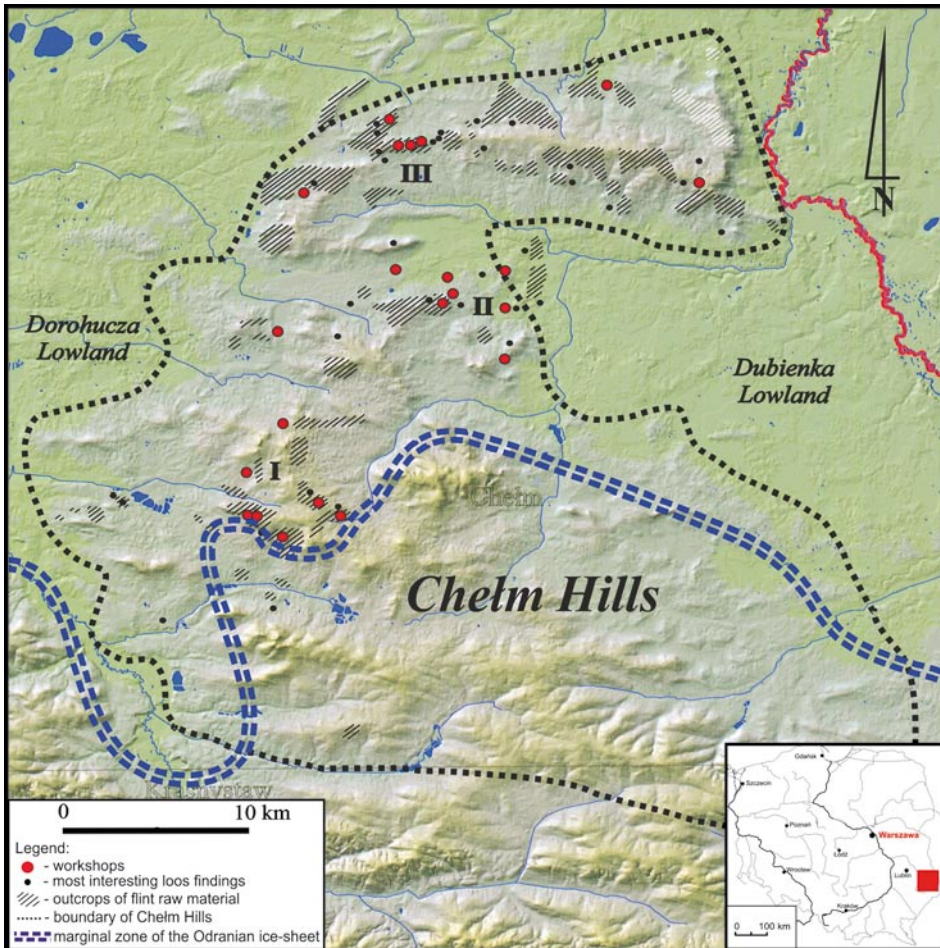 N
III
II
Dorohucza
Lowland
Dubienka
Lowland
I
Chełm
Chełm Hills
Krasnystaw
0 10 km
Legend:
- workshops
- most interesting loos findings
- outcrops of flint raw material
- boundary of Chełm Hills
- marginal zone of the Odranian ice-sheet
Gdańsk
Szczecin
Poznań
Warszawa
Łódź
Wrocław
Lublin
Kraków
0 100 km